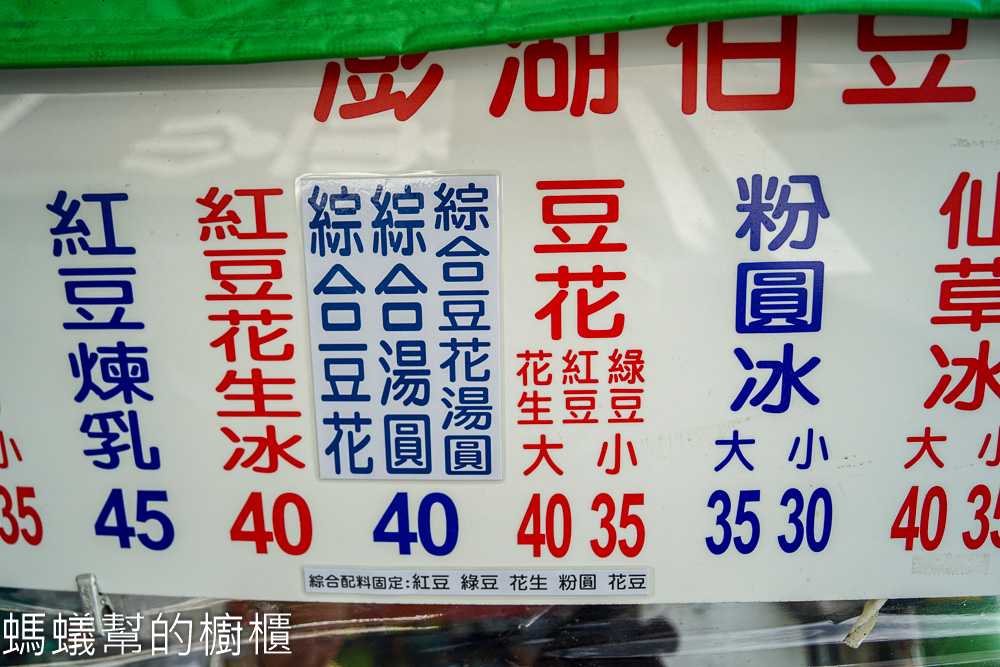 澎湖伯豆
仙草冰
大 小
40 35
粉圓冰
大 小
35 30
豆花
綠豆 紅豆 花生
大 小
40 35
綜合豆花湯圓
綜合湯圓
綜合豆花
40
紅豆花生冰
40
紅豆煉乳
45
小
35
綜合配料固定:紅豆 綠豆 花生 粉圓 花豆
螞蟻幫的櫥櫃